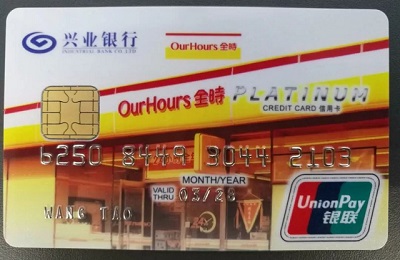 兴业银行
INDUSTRIAL BANK CO.,LTD.
OurHours 全時
OurHours 全時
PLATINUM
CREDIT CARD 信用卡
6250 8449 3044 2103
MONTH/YEAR
VALID THRU 03/28
WANG TAO
UnionPay
银联